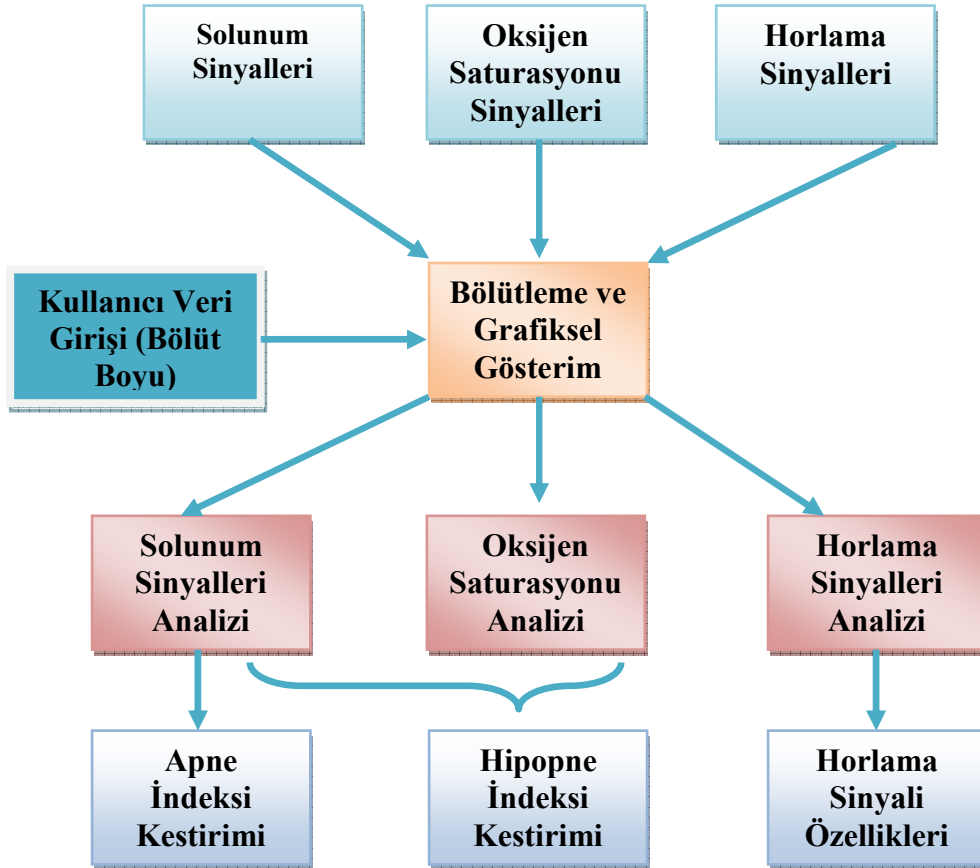 Solunum
Sinyalleri
Oksijen
Saturasyonu
Sinyalleri
Horlama
Sinyalleri
Kullanıcı Veri
Girişi (Bölüt
Boyu)
Bölütleme ve
Grafiksel
Gösterim
Solunum
Sinyalleri
Analizi
Oksijen
Saturasyonu
Analizi
Horlama
Sinyalleri
Analizi
Apne
İndeksi
Kestirimi
Hipopne
İndeksi
Kestirimi
Horlama
Sinyali
Özellikleri